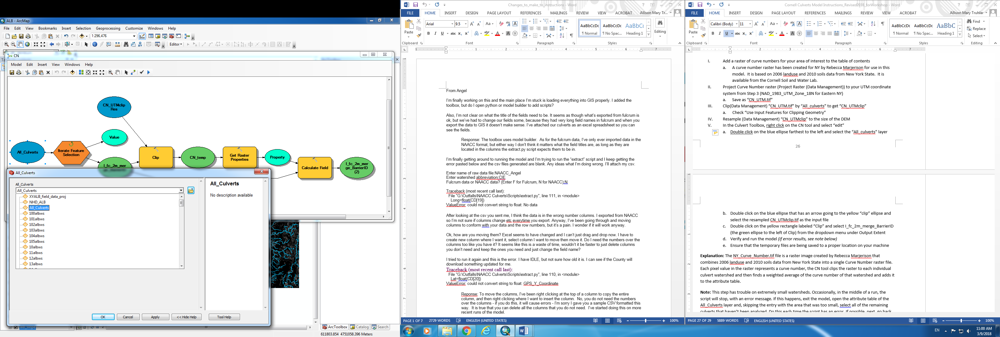 ALB - ArcMap
File Edit View Bookmarks Insert Selection Geoprocessing Customize Windows Help
1:296,476
Editor
CN
Model Edit Insert View Windows Help
CN_UTMclip
Res
Value
All_Culverts
Iterate Feature
Selection
I_fc_2m_mer
Clip
CN_temp
Get Raster
Properties
Property
Calculate Field
I_fc_2m_mer
ge_BarrierID
(2)
All_Culverts
All_Culverts
All_Culverts
XYALB_field_data_proj
NHD_ALB
All_Culverts
100albws
101albws
102albws
103albws
104albws
105albws
10albws
11albws
12albws
13albws
All_Culverts
No description available
OK Cancel Apply << Hide Help Tool Help
alb_slope
ArcToolbox Catalog Search
611803.854 4751058.396 Meters
Changes_to_make_to_instructions - Word
FILE HOME INSERT DESIGN PAGE LAYOUT REFERENCES MAILINGS REVIEW VIEW ACROBAT Allison Mary Tr...
Paste
Arial 9.5
AaBbCcDc AaBbCcDc AaBbCc
¶ Normal ¶ No Spac... Heading 1
Editing
Clipboard Font Paragraph Styles
From Angel
I'm finally working on this and the main place I'm stuck is loading everything into GIS properly. I added the
toolbox, but do I open python or model builder to add scripts?
Also, I'm not clear on what the title of the fields need to be. It seems as though what's exported from fulcrum is
ok, but we've had to change our fields some, because they had very long field names in fulcrum and when you
export the data to GIS it doesn't make sense. I've attached our culverts as an excel spreadsheet so you can
see the fields.
Response: The toolbox uses model builder. As for the fulcrum data, I've only ever imported data in the
NAACC format, but either way I don't think it matters what the field titles are, as long as they are
located in the columns the extract.py script expects them to be in.
I'm finally getting around to running the model and I'm trying to run the "extract" script and I keep getting the
error pasted below and the csv files generated are blank. Any ideas what I'm doing wrong. I'll attach my csv.
Enter name of raw data file:NAACC_Angel
Enter watershed abbreviation:CIE
Fulcrum data or NAACC data? (Enter F for Fulcrum, N for NAACC):N
Traceback (most recent call last):
File "G:\Outfalls\NAACC Culverts\Scripts\extract.py", line 111, in <module>
Long=float(CD[19])
ValueError: could not convert string to float: No data
After looking at the csv you sent me, I think the data is in the wrong number columns. I exported from NAACC
so I'm not sure if columns change etc everytime you export. Anyway, I've been going through and moving
columns to conform with your data and the row numbers, but it's a pain. I wonder if it will work anyway.
Ok, how are you moving them? Excel seems to have changed and I can't just drag and drop now. I have to
create new column where I want it, select column I want to move then move it. Do I need the numbers over the
columns too like you have it? It seems like this is a waste of time, wouldn't it be faster to just delete columns
you don't need and keep the ones you need and just change the field name?
I tried to run it again and this is the error. I have IDLE, but not sure how old it is. I can see if the County will
download something updated for me.
Traceback (most recent call last):
File "G:\Outfalls\NAACC Culverts\Scripts\extract.py", line 110, in <module>
Lat=float(CD[20])
ValueError: could not convert string to float: GPS_Y_Coordinate
Reponse: To move the columns, I've been right clicking at the top of a column to copy the entire
column, and then right clicking where I want to insert the column. No, you do not need the numbers
over the columns - if you do this, it will cause errors - I'm sorry I gave you a sample CSV formatted this
way. It is true that you can delete all the columns that you do not need. I've started doing this on more
recent runs of the model.
PAGE 1 OF 7 2729 WORDS ENGLISH (UNITED STATES) 100%
Cornell Culverts Model Instructions_Revised2018_forWorkshop - Word
FILE HOME INSERT DESIGN PAGE LAYOUT REFERENCES MAILINGS REVIEW VIEW ACROBAT Allison Mary Truhlar
Paste
Calibri (Body) 11
AaBbCcDc AaBbCcDc AaBbC
¶ Normal ¶ No Spac... Heading 1
Find
Replace
Select
Clipboard Font Paragraph Styles Editing
I. Add a raster of curve numbers for your area of interest to the table of contents
a. A curve number raster has been created for NY by Rebecca Marjerison for use in this
model. It is based on 2006 landuse and 2010 soils data from New York State. It is
available from the Cornell Soil and Water Lab.
II. Project Curve Number raster (Project Raster (Data Management)) to your UTM coordinate
system from Step 3 (NAD_1983_UTM_Zone_18N for Eastern NY)
a. Save as "CN_UTM.tif"
III. Clip(Data Management) "CN_UTM.tif" by "All_culverts" to get "CN_UTMclip"
a. Check "Use Input Features for Clipping Geometry"
IV. Resample (Data Management) "CN_UTMclip" to the size of the DEM
V. In the Culvert Toolbox, right click on the CN tool and select "edit"
a. Double click on the blue ellipse farthest to the left and select the "All_culverts" layer
26
b. Double click on the blue ellipse that has an arrow going to the yellow "clip" ellipse and
select the resampled CN_UTMclip.tif as the input file
c. Double click on the yellow rectangle labeled "Clip" and select I_fc_2m_merge_BarrierID
(the green ellipse to the left of Clip) from the dropdown menu under Output Extent
d. Verify and run the model (If error results, see note below)
e. Ensure that the temporary files are being saved to a proper location on your machine
Explanation: The NY_Curve_Number.tif file is a raster image created by Rebecca Marjerison that
combines 2006 landuse and 2010 soils data from New York State into a single Curve Number raster file.
Each pixel value in the raster represents a curve number, the CN tool clips the raster to each individual
culvert watershed and then finds a weighted average of the curve number of that watershed and adds it
to the attribute table.
Note: This step has trouble on extremely small watersheds. Occasionally, in the middle of a run, the
script will stop, with an error message. If this happens, exit the model, open the attribute table of the
All_Culverts layer and, skipping the entry with the area that was too small, select all of the remaining
culverts that haven't been analyzed. Do this each time the script has an error. If possible, next, go back
PAGE 27 OF 29 5889 WORDS ENGLISH (UNITED STATES) 100%
EN 11:00 AM
3/9/2018